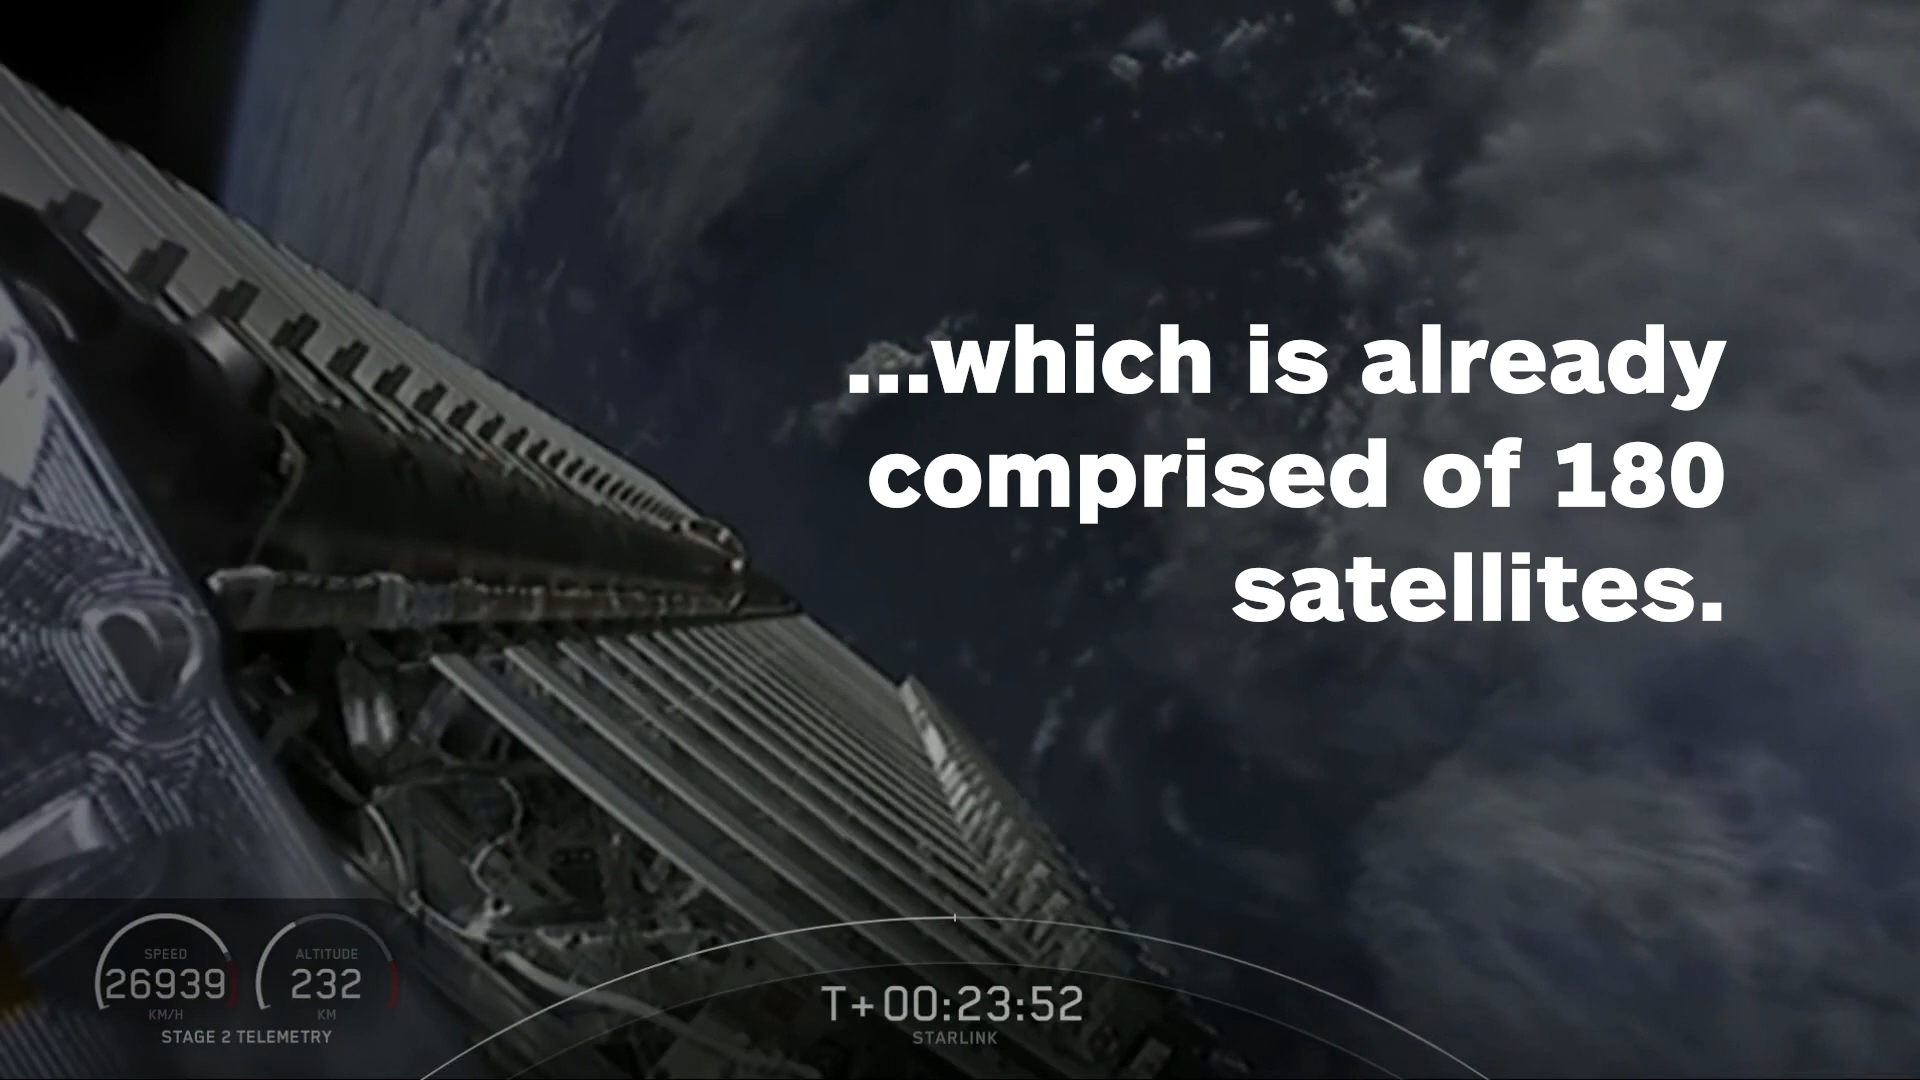 ...which is already
comprised of 180
satellites.
SPEED
26939
KM/H
ALTITUDE
232
KM
STAGE 2 TELEMETRY
T+00:23:52
STARLINK